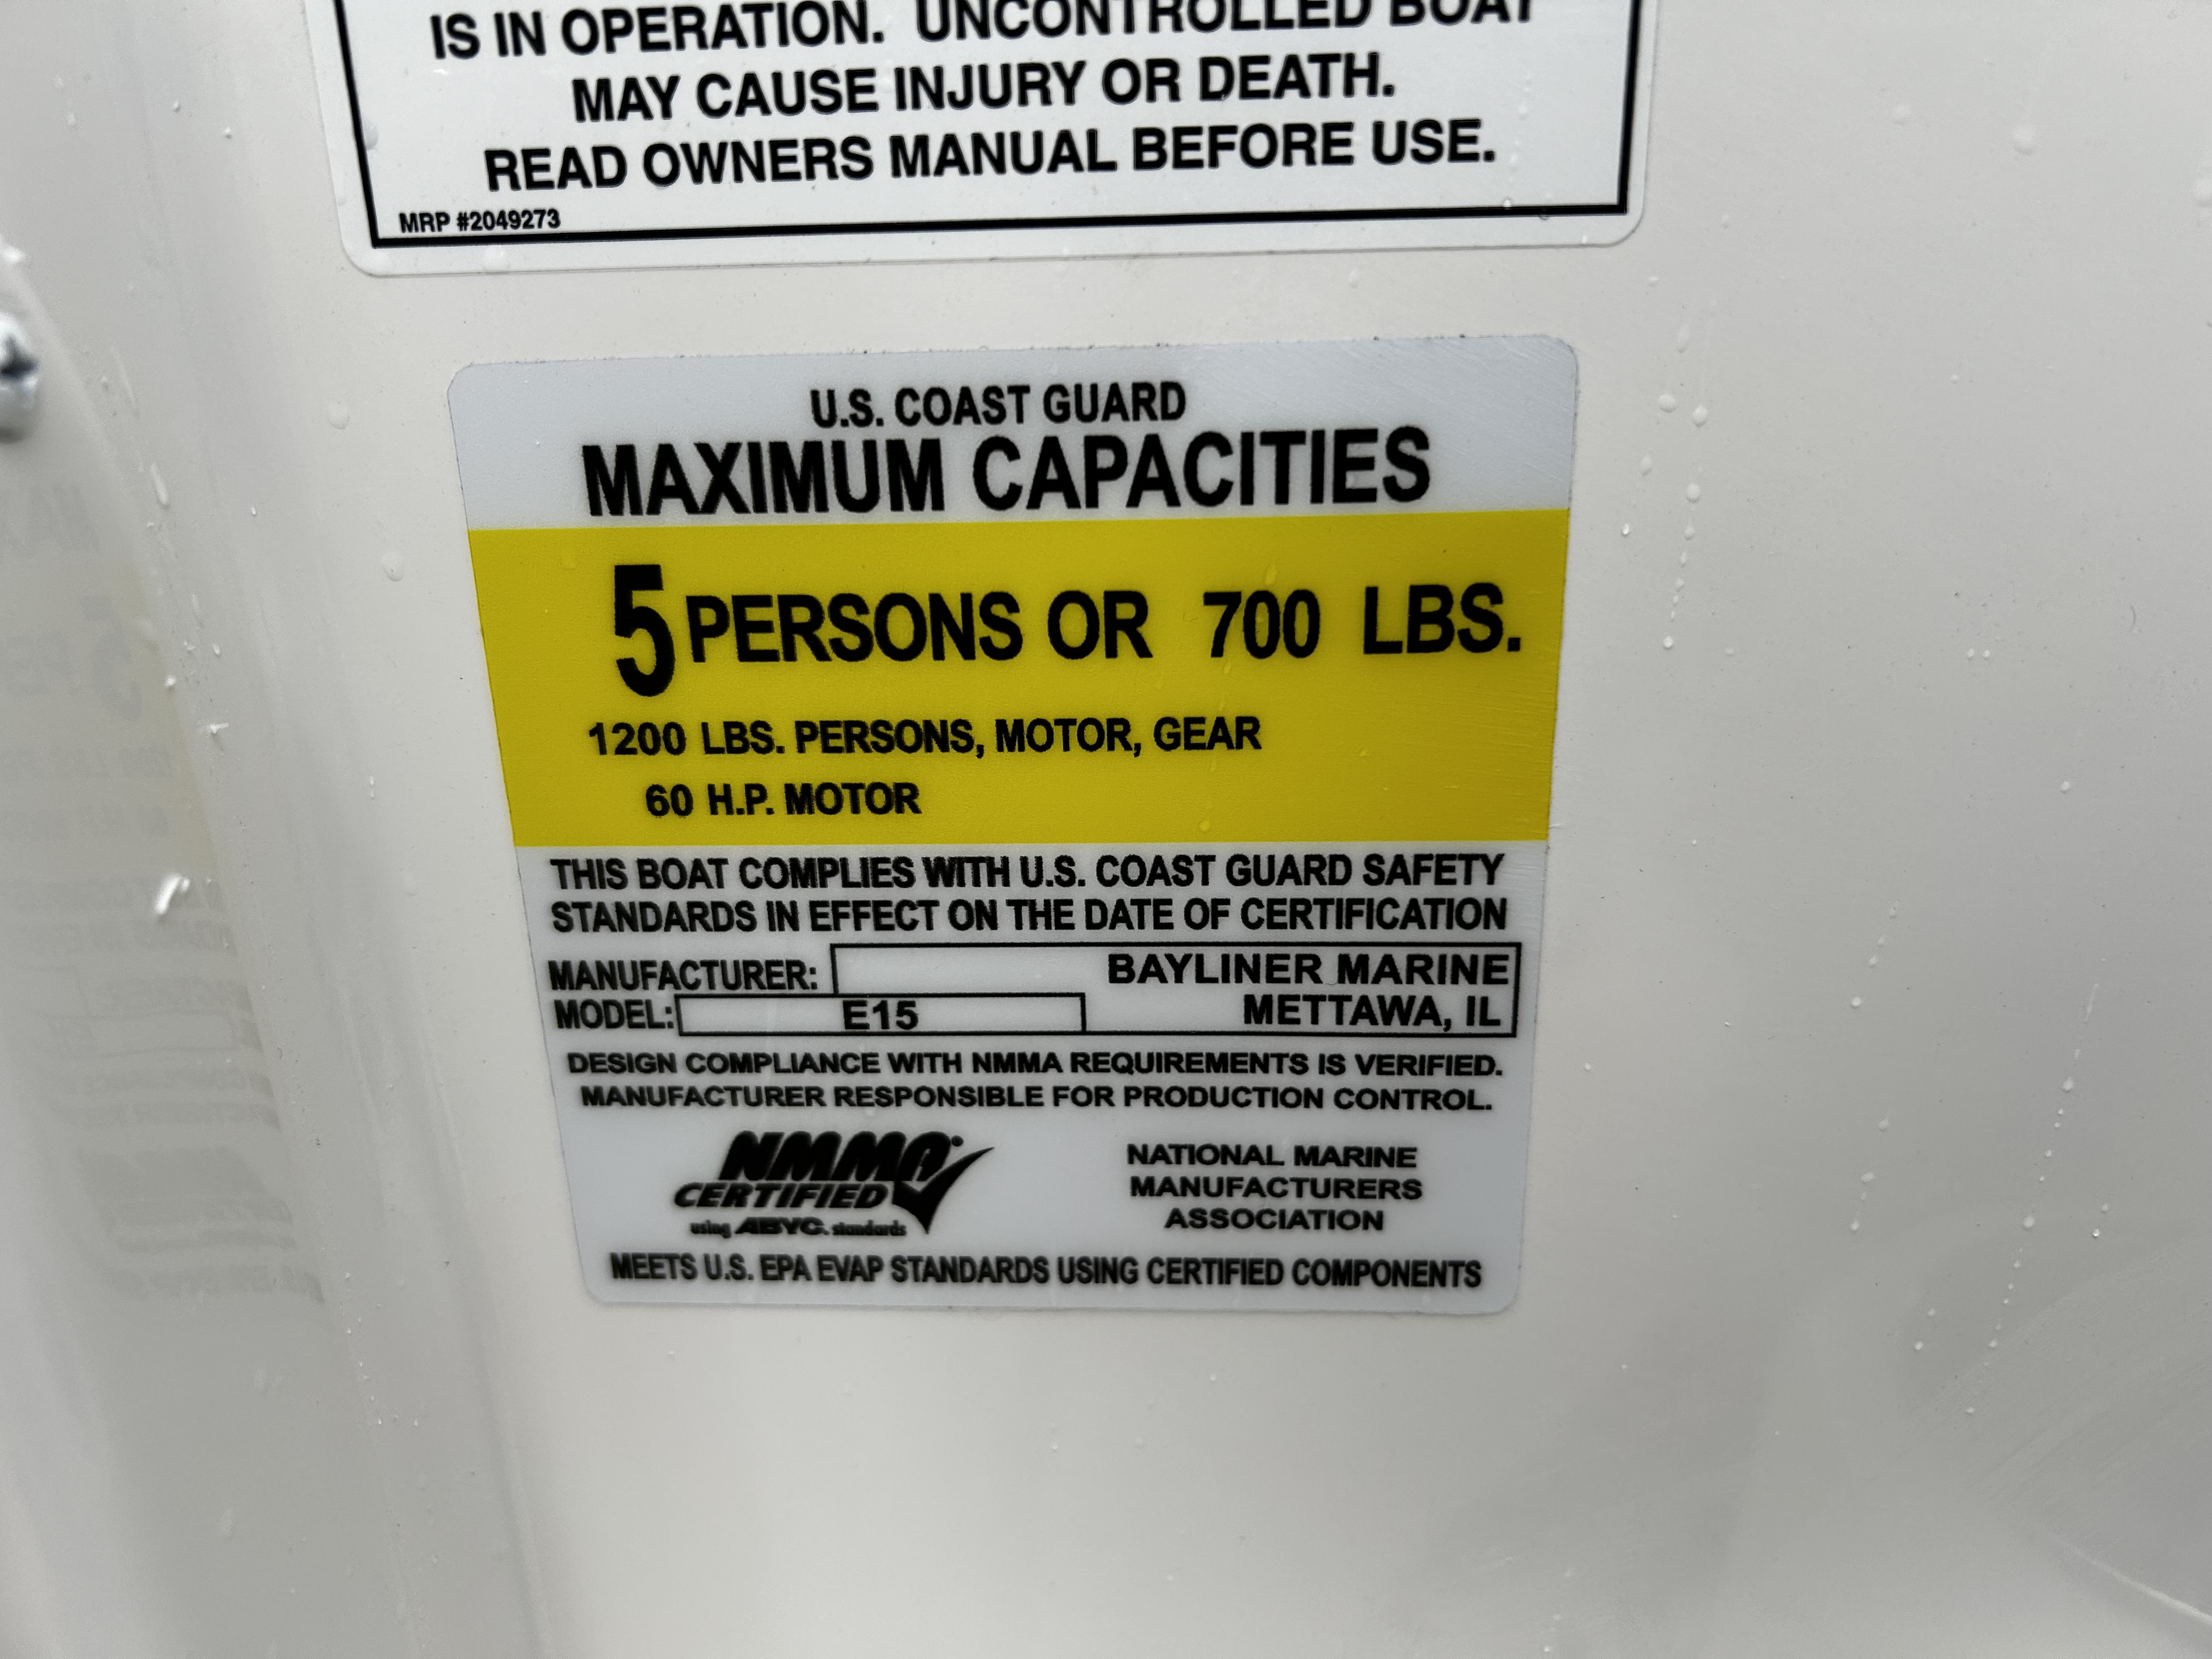 IS IN OPERATION. UNCONTROLLED BOAT
MAY CAUSE INJURY OR DEATH.
READ OWNERS MANUAL BEFORE USE.
MRP #2049273
U.S. COAST GUARD
MAXIMUM CAPACITIES
5 PERSONS OR 700 LBS.
1200 LBS. PERSONS, MOTOR, GEAR
60 H.P. MOTOR
THIS BOAT COMPLIES WITH U.S. COAST GUARD SAFETY
STANDARDS IN EFFECT ON THE DATE OF CERTIFICATION
MANUFACTURER: BAYLINER MARINE
MODEL: E15 METTAWA, IL
DESIGN COMPLIANCE WITH NMMA REQUIREMENTS IS VERIFIED.
MANUFACTURER RESPONSIBLE FOR PRODUCTION CONTROL.
NMMA
CERTIFIED
using ABYC. standards
NATIONAL MARINE
MANUFACTURERS
ASSOCIATION
MEETS U.S. EPA EVAP STANDARDS USING CERTIFIED COMPONENTS